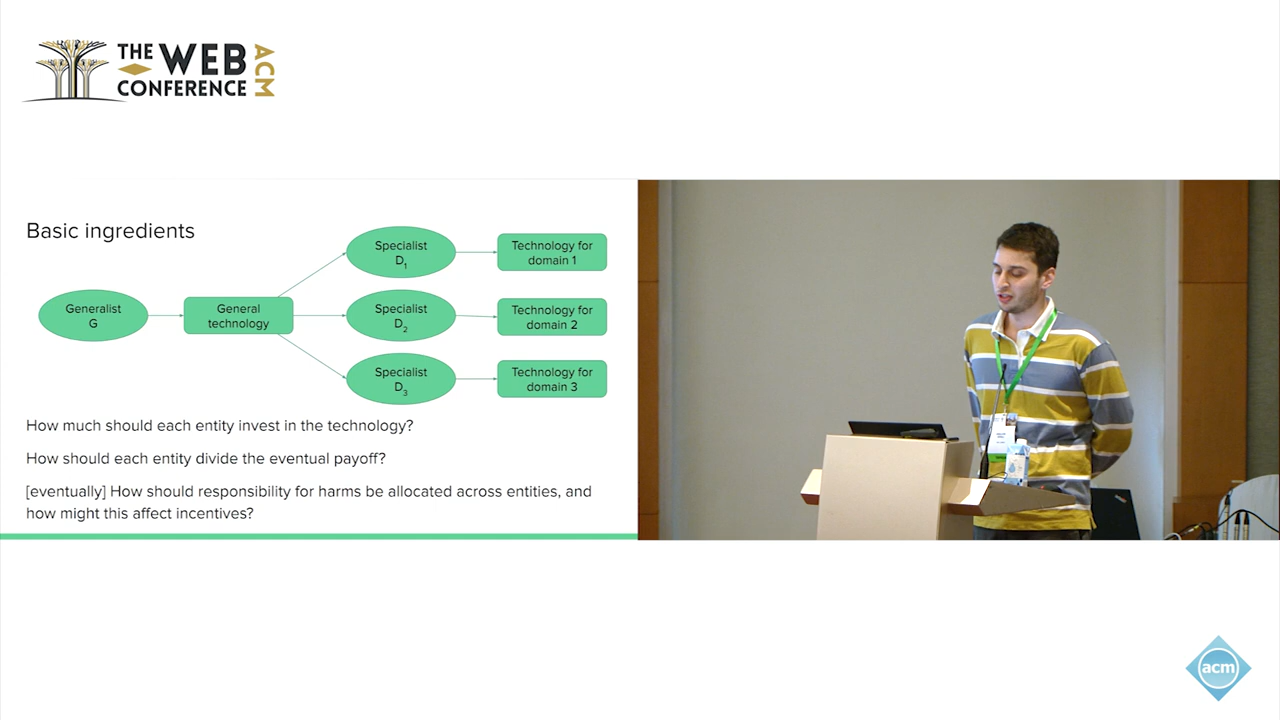 THE WEB
CONFERENCE
ACM
Basic ingredients
Generalist
G
General
technology
Specialist
D1
Technology for
domain 1
Specialist
D2
Technology for
domain 2
Specialist
D3
Technology for
domain 3
How much should each entity invest in the technology?
How should each entity divide the eventual payoff?
[eventually] How should responsibility for harms be allocated across entities, and
how might this affect incentives?
acm